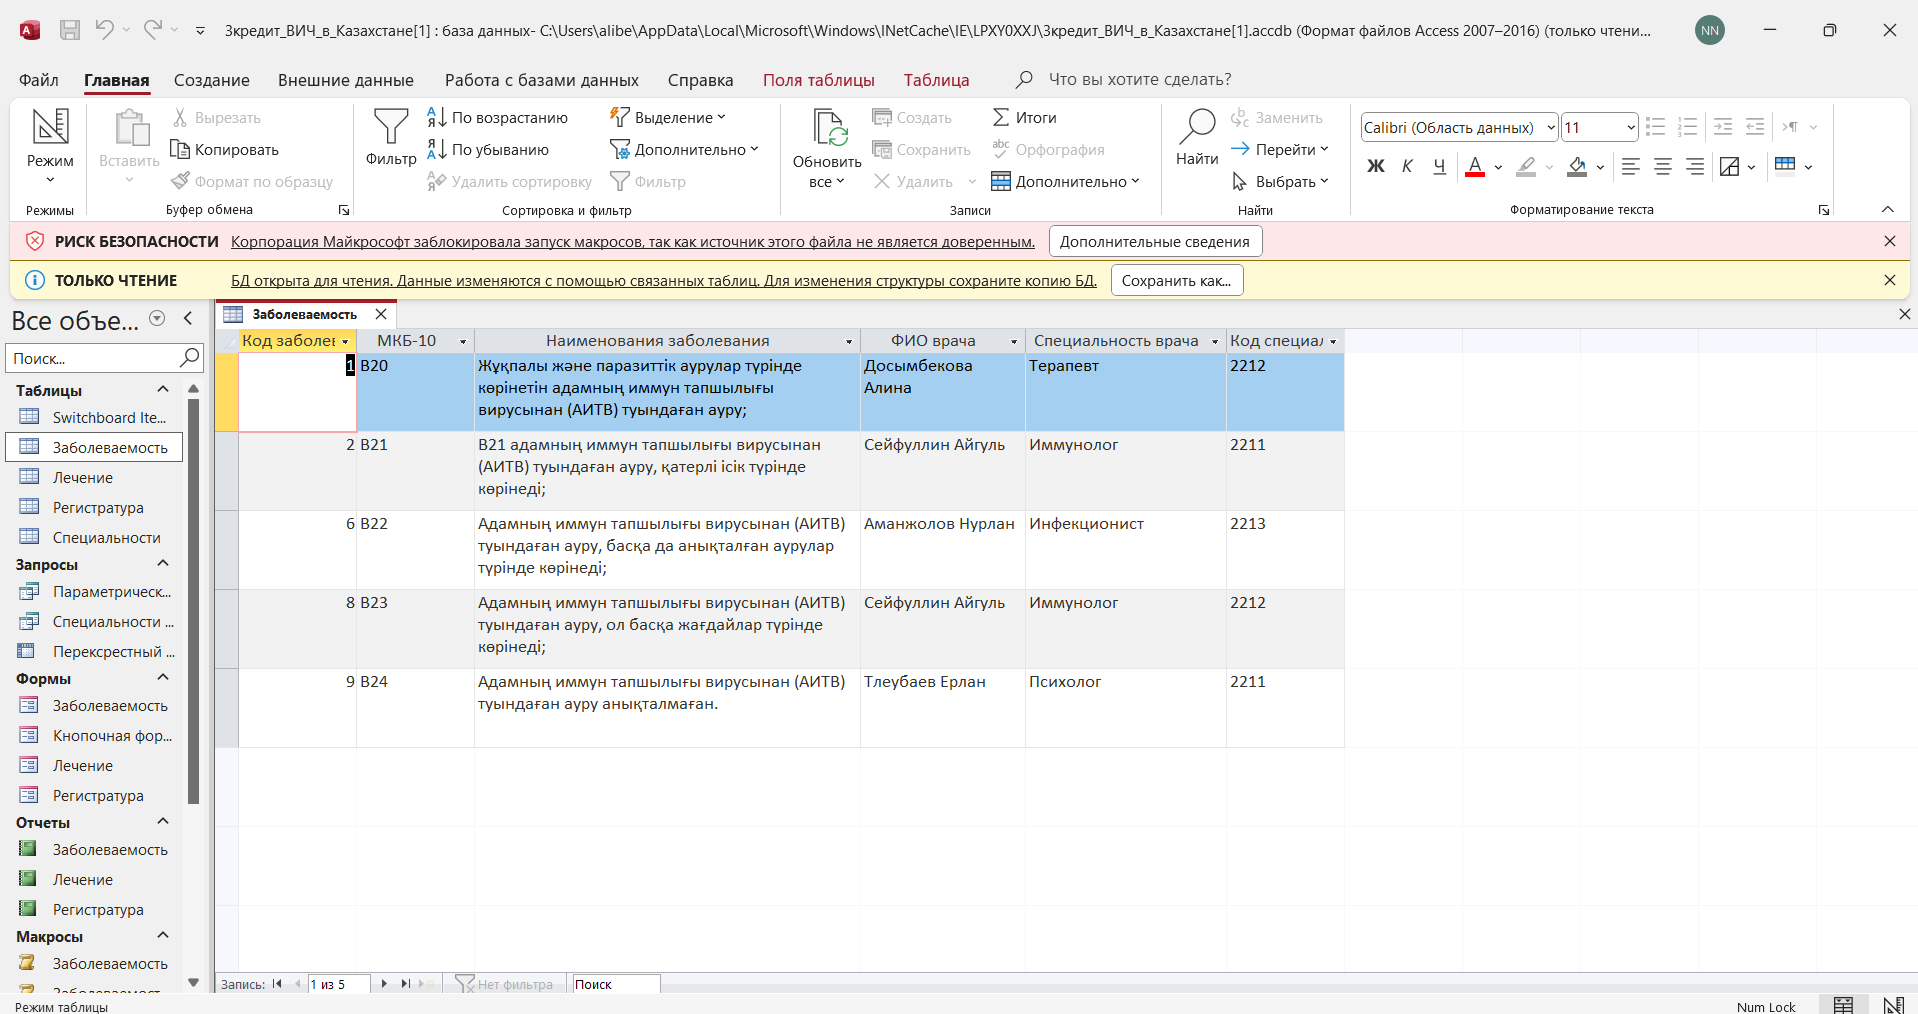 3кредит_ВИЧ_в_Казахстане[1] : база данных- C:\Users\alibe\AppData\Local\Microsoft\Windows\INetCache\IE\LPXY0XXJ\3кредит_ВИЧ_в_Казахстане[1].accdb (Формат файлов Access 2007–2016) (только чтени...
NN
Файл Главная Создание Внешние данные Работа с базами данных Справка Поля таблицы Таблица Что вы хотите сделать?
Режим
Режимы
Вставить
Вырезать
Копировать
Формат по образцу
Буфер обмена
Фильтр
По возрастанию
По убыванию
Удалить сортировку
Выделение
Дополнительно
Фильтр
Сортировка и фильтр
Обновить
все
Создать
Сохранить
Удалить
Итоги
Орфография
Дополнительно
Записи
Найти
Заменить
Перейти
Выбрать
Найти
Calibri (Область данных) 11
Ж К Ч А
Форматирование текста
РИСК БЕЗОПАСНОСТИ Корпорация Майкрософт заблокировала запуск макросов, так как источник этого файла не является доверенным. Дополнительные сведения
ТОЛЬКО ЧТЕНИЕ БД открыта для чтения. Данные изменяются с помощью связанных таблиц. Для изменения структуры сохраните копию БД. Сохранить как...
Все объе...
Поиск...
Таблицы
Switchboard Ite...
Заболеваемость
Лечение
Регистратура
Специальности
Запросы
Параметрическ...
Специальности ...
Перексрестный ...
Формы
Заболеваемость
Кнопочная фор...
Лечение
Регистратура
Отчеты
Заболеваемость
Лечение
Регистратура
Макросы
Заболеваемость
Заболеваемость
Код заболев МКБ-10 Наименования заболевания ФИО врача Специальность врача Код специал
1 B20 Жұқпалы және паразиттік аурулар түрінде көрінетін адамның иммун тапшылығы вирусынан (АИТВ) туындаған ауру; Досымбекова Алина Терапевт 2212
2 B21 B21 адамның иммун тапшылығы вирусынан (АИТВ) туындаған ауру, қатерлі ісік түрінде көрінеді; Сейфуллин Айгуль Иммунолог 2211
6 B22 Адамның иммун тапшылығы вирусынан (АИТВ) туындаған ауру, басқа да анықталған аурулар түрінде көрінеді; Аманжолов Нурлан Инфекционист 2213
8 B23 Адамның иммун тапшылығы вирусынан (АИТВ) туындаған ауру, ол басқа жағдайлар түрінде көрінеді; Сейфуллин Айгуль Иммунолог 2212
9 B24 Адамның иммун тапшылығы вирусынан (АИТВ) туындаған ауру анықталмаған. Тлеубаев Ерлан Психолог 2211
Запись: 1 из 5 Нет фильтра Поиск
Режим таблицы
Num Lock